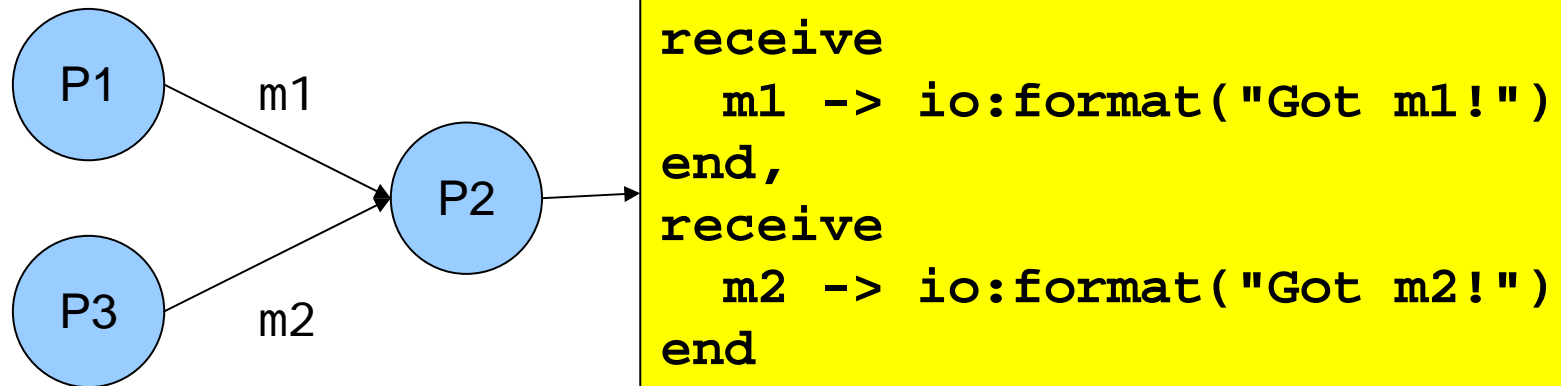 P1
m1
P2
P3
m2
receive
  m1 -> io:format("Got m1!")
end,
receive
  m2 -> io:format("Got m2!")
end